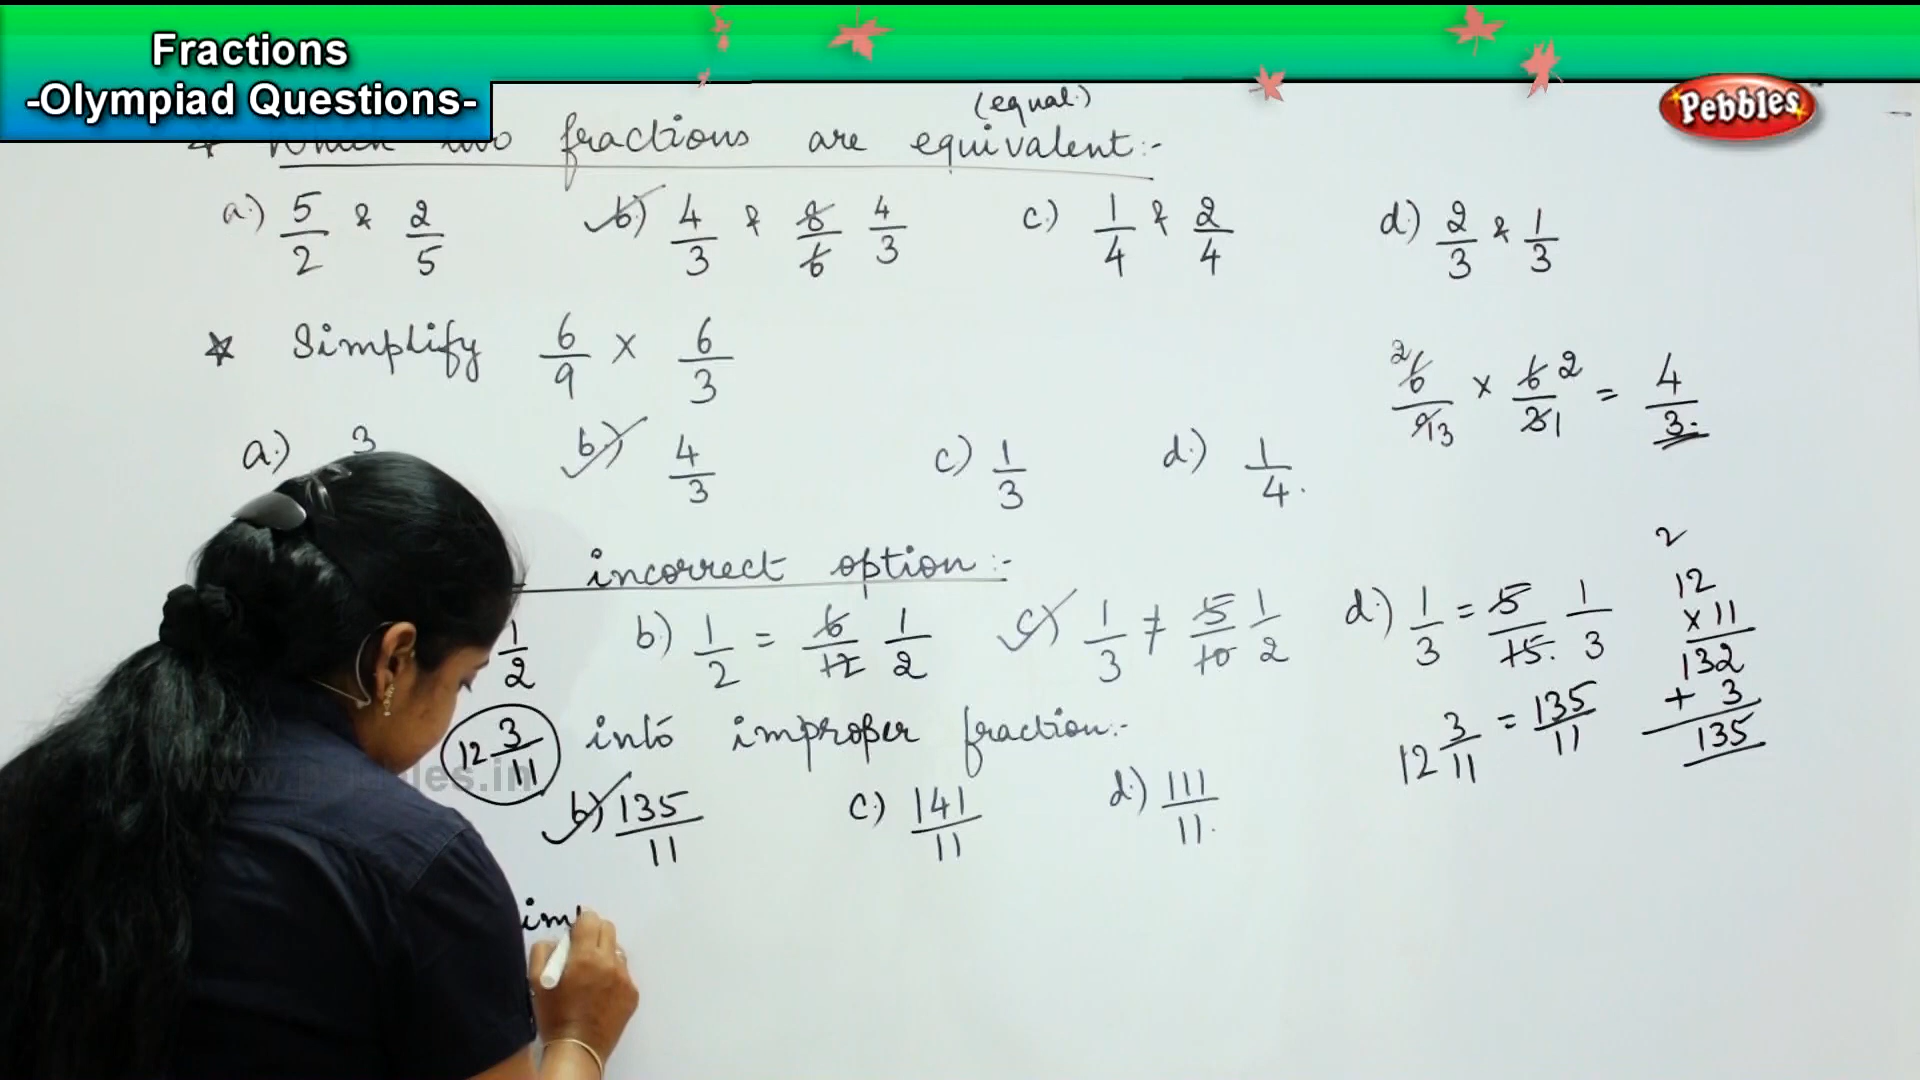 Fractions
-Olympiad Questions-
Pebbles
(equal.)
fractions are equivalent:-
a.) 5/2 & 2/5 b.) 4/3 & 8/6 4/3 c.) 1/4 & 2/4 d.) 2/3 & 1/3
★ Simplify 6/9 × 6/3
2 6/9 3 × 6 2/3 1 = 4/3.
a.) 3 b.) 4/3 c.) 1/3 d.) 1/4.
incorrect option:-
1/2 b.) 1/2 = 6/12 1/2 c.) 1/3 ≠ 5/10 1/2 d.) 1/3 = 5/15. 1/3
2
12
× 11
132
+ 3
135
12 3/11 into improper fraction:-
12 3/11 = 135/11
b.) 135/11 c.) 141/11 d.) 111/11.
www.pebbles.in